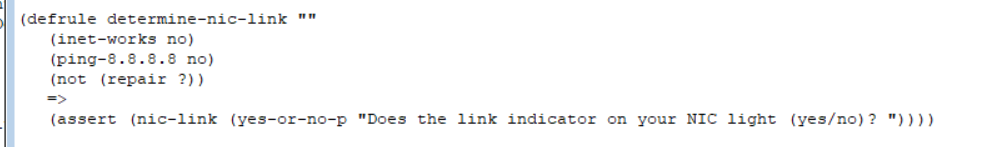 (defrule determine-nic-link ""
(inet-works no)
(ping-8.8.8.8 no)
(not (repair ?))
=>
(assert (nic-link (yes-or-no-p "Does the link indicator on your NIC light (yes/no)? "))))